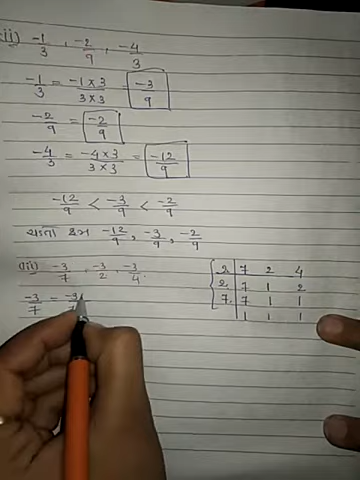 ii) -1/3 , -2/9 , -4/3
-1/3 = -1×3/3×3 = -3/9
-2/9 = -2/9
-4/3 = -4×3/3×3 = -12/9
-12/9 < -3/9 < -2/9
ચડતા ક્રમ -12/9, -3/9, -2/9
(iii) -3/7 , -3/2 , -3/4.
2 | 7 2 4
2 | 7 1 2
7 | 7 1 1
1 1 1
-3/7 = -3